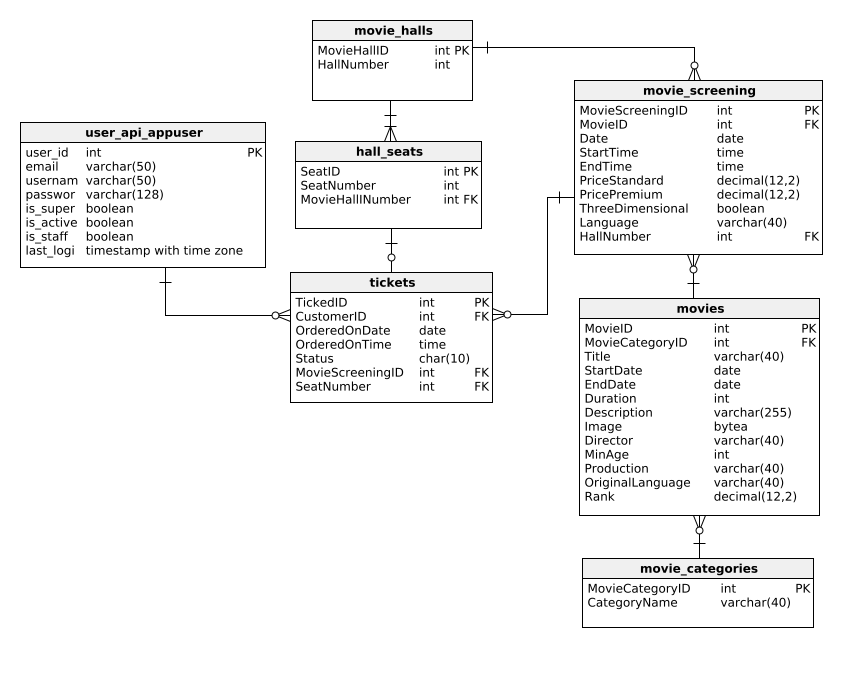 movie_halls
MovieHallID int PK
HallNumber int
movie_screening
MovieScreeningID int PK
MovieID int FK
Date date
StartTime time
EndTime time
PriceStandard decimal(12,2)
PricePremium decimal(12,2)
ThreeDimensional boolean
Language varchar(40)
HallNumber int FK
user_api_appuser
user_id int PK
email varchar(50)
usernam varchar(50)
passwor varchar(128)
is_super boolean
is_active boolean
is_staff boolean
last_logi timestamp with time zone
hall_seats
SeatID int PK
SeatNumber int
MovieHallINumber int FK
tickets
TickedID int PK
CustomerID int FK
OrderedOnDate date
OrderedOnTime time
Status char(10)
MovieScreeningID int FK
SeatNumber int FK
movies
MovieID int PK
MovieCategoryID int FK
Title varchar(40)
StartDate date
EndDate date
Duration int
Description varchar(255)
Image bytea
Director varchar(40)
MinAge int
Production varchar(40)
OriginalLanguage varchar(40)
Rank decimal(12,2)
movie_categories
MovieCategoryID int PK
CategoryName varchar(40)